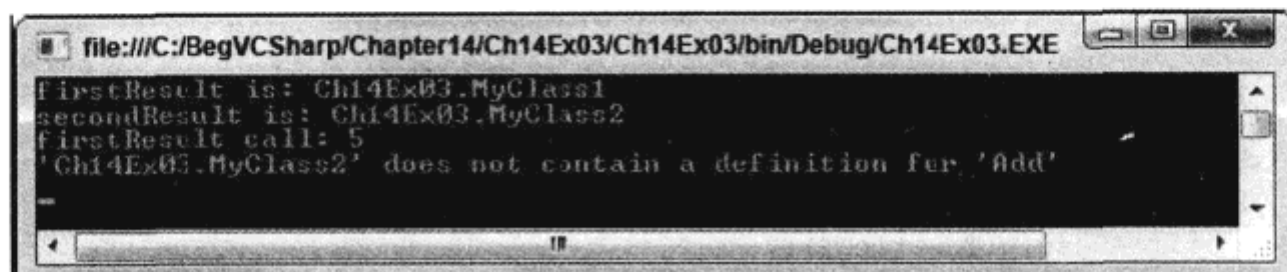 file:///C:/BegVCSharp/Chapter14/Ch14Ex03/Ch14Ex03/bin/Debug/Ch14Ex03.EXE
firstResult is: Ch14Ex03.MyClass1
secondResult is: Ch14Ex03.MyClass2
firstResult call: 5
'Ch14Ex03.MyClass2' does not contain a definition for 'Add'